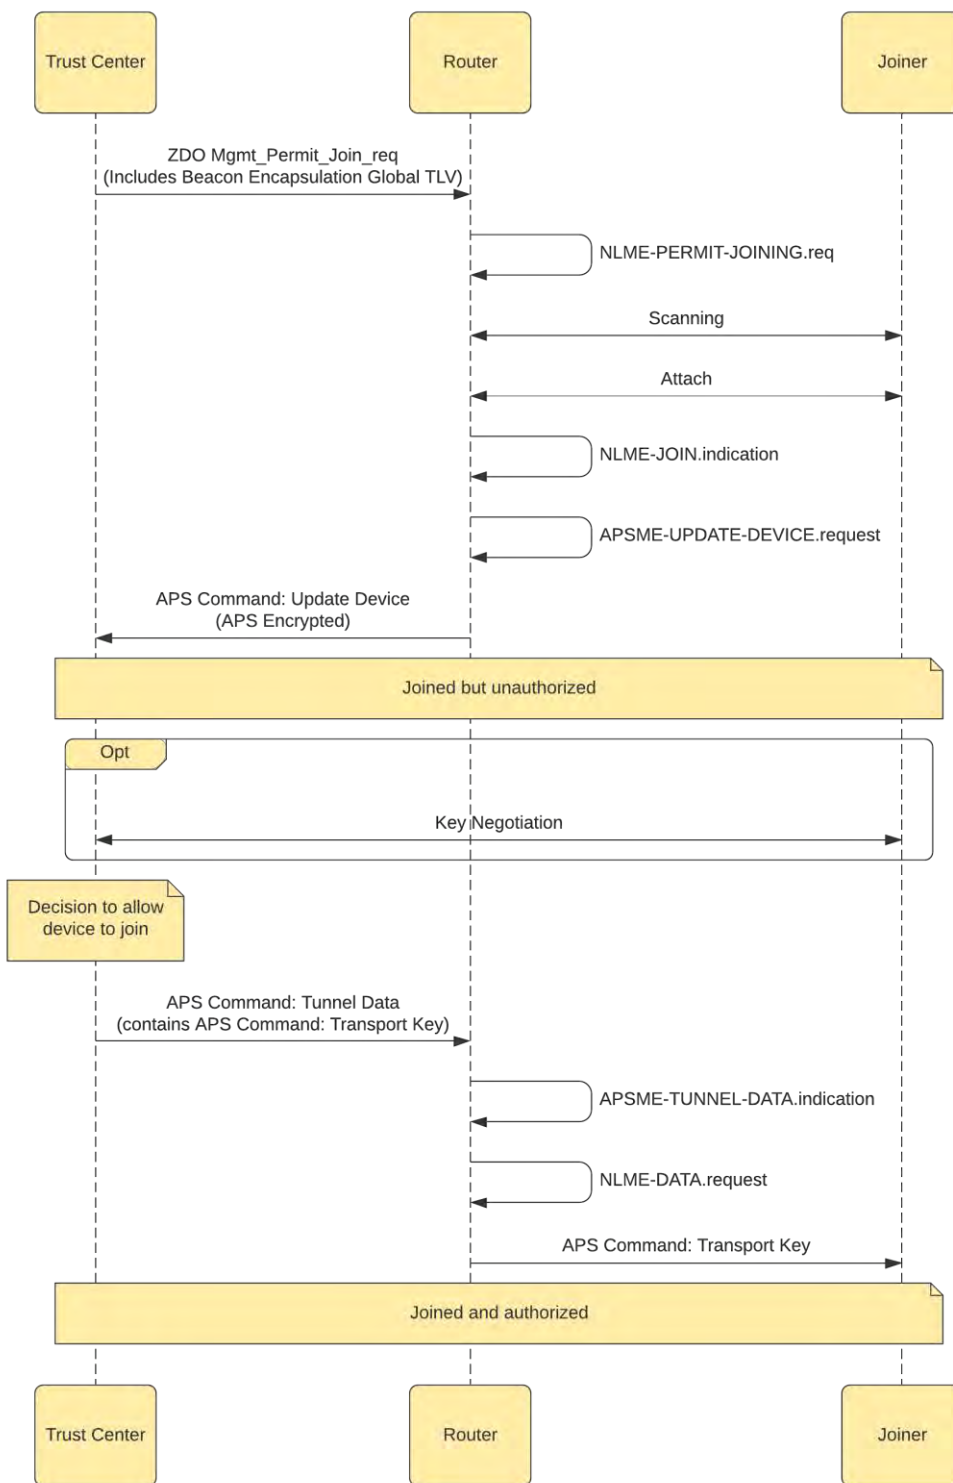 Trust Center
Router
Joiner
ZDO Mgmt_Permit_Join_req
(Includes Beacon Encapsulation Global TLV)
NLME-PERMIT-JOINING.req
Scanning
Attach
NLME-JOIN.indication
APSME-UPDATE-DEVICE.request
APS Command: Update Device
(APS Encrypted)
Joined but unauthorized
Opt
Key Negotiation
Decision to allow
device to join
APS Command: Tunnel Data
(contains APS Command: Transport Key)
APSME-TUNNEL-DATA.indication
NLME-DATA.request
APS Command: Transport Key
Joined and authorized
Trust Center
Router
Joiner